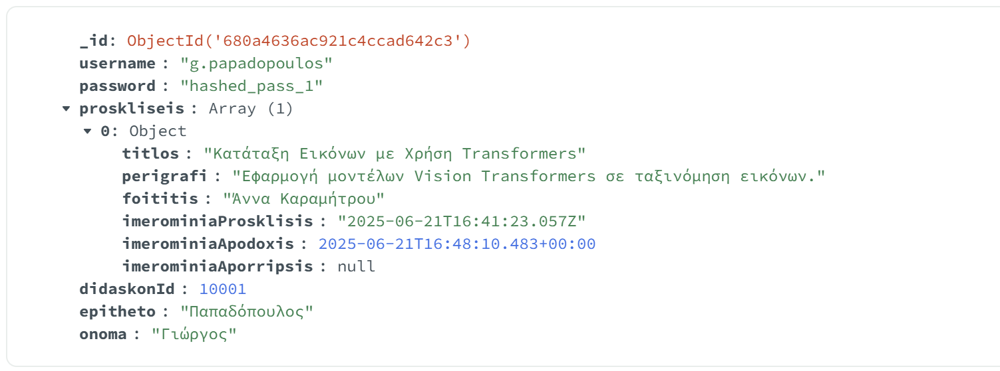 _id: ObjectId('680a4636ac921c4ccad642c3')
username : "g.papadopoulos"
password : "hashed_pass_1"
proskliseis : Array (1)
0: Object
titlos : "Κατάταξη Εικόνων με Χρήση Transformers"
perigrafi : "Εφαρμογή μοντέλων Vision Transformers σε ταξινόμηση εικόνων."
foititis : "Άννα Καραμήτρου"
imerominiaProsklisis : "2025-06-21T16:41:23.057Z"
imerominiaApodoxis : 2025-06-21T16:48:10.483+00:00
imerominiaAporripsis : null
didaskonId : 10001
epitheto : "Παπαδόπουλος"
onoma : "Γιώργος"